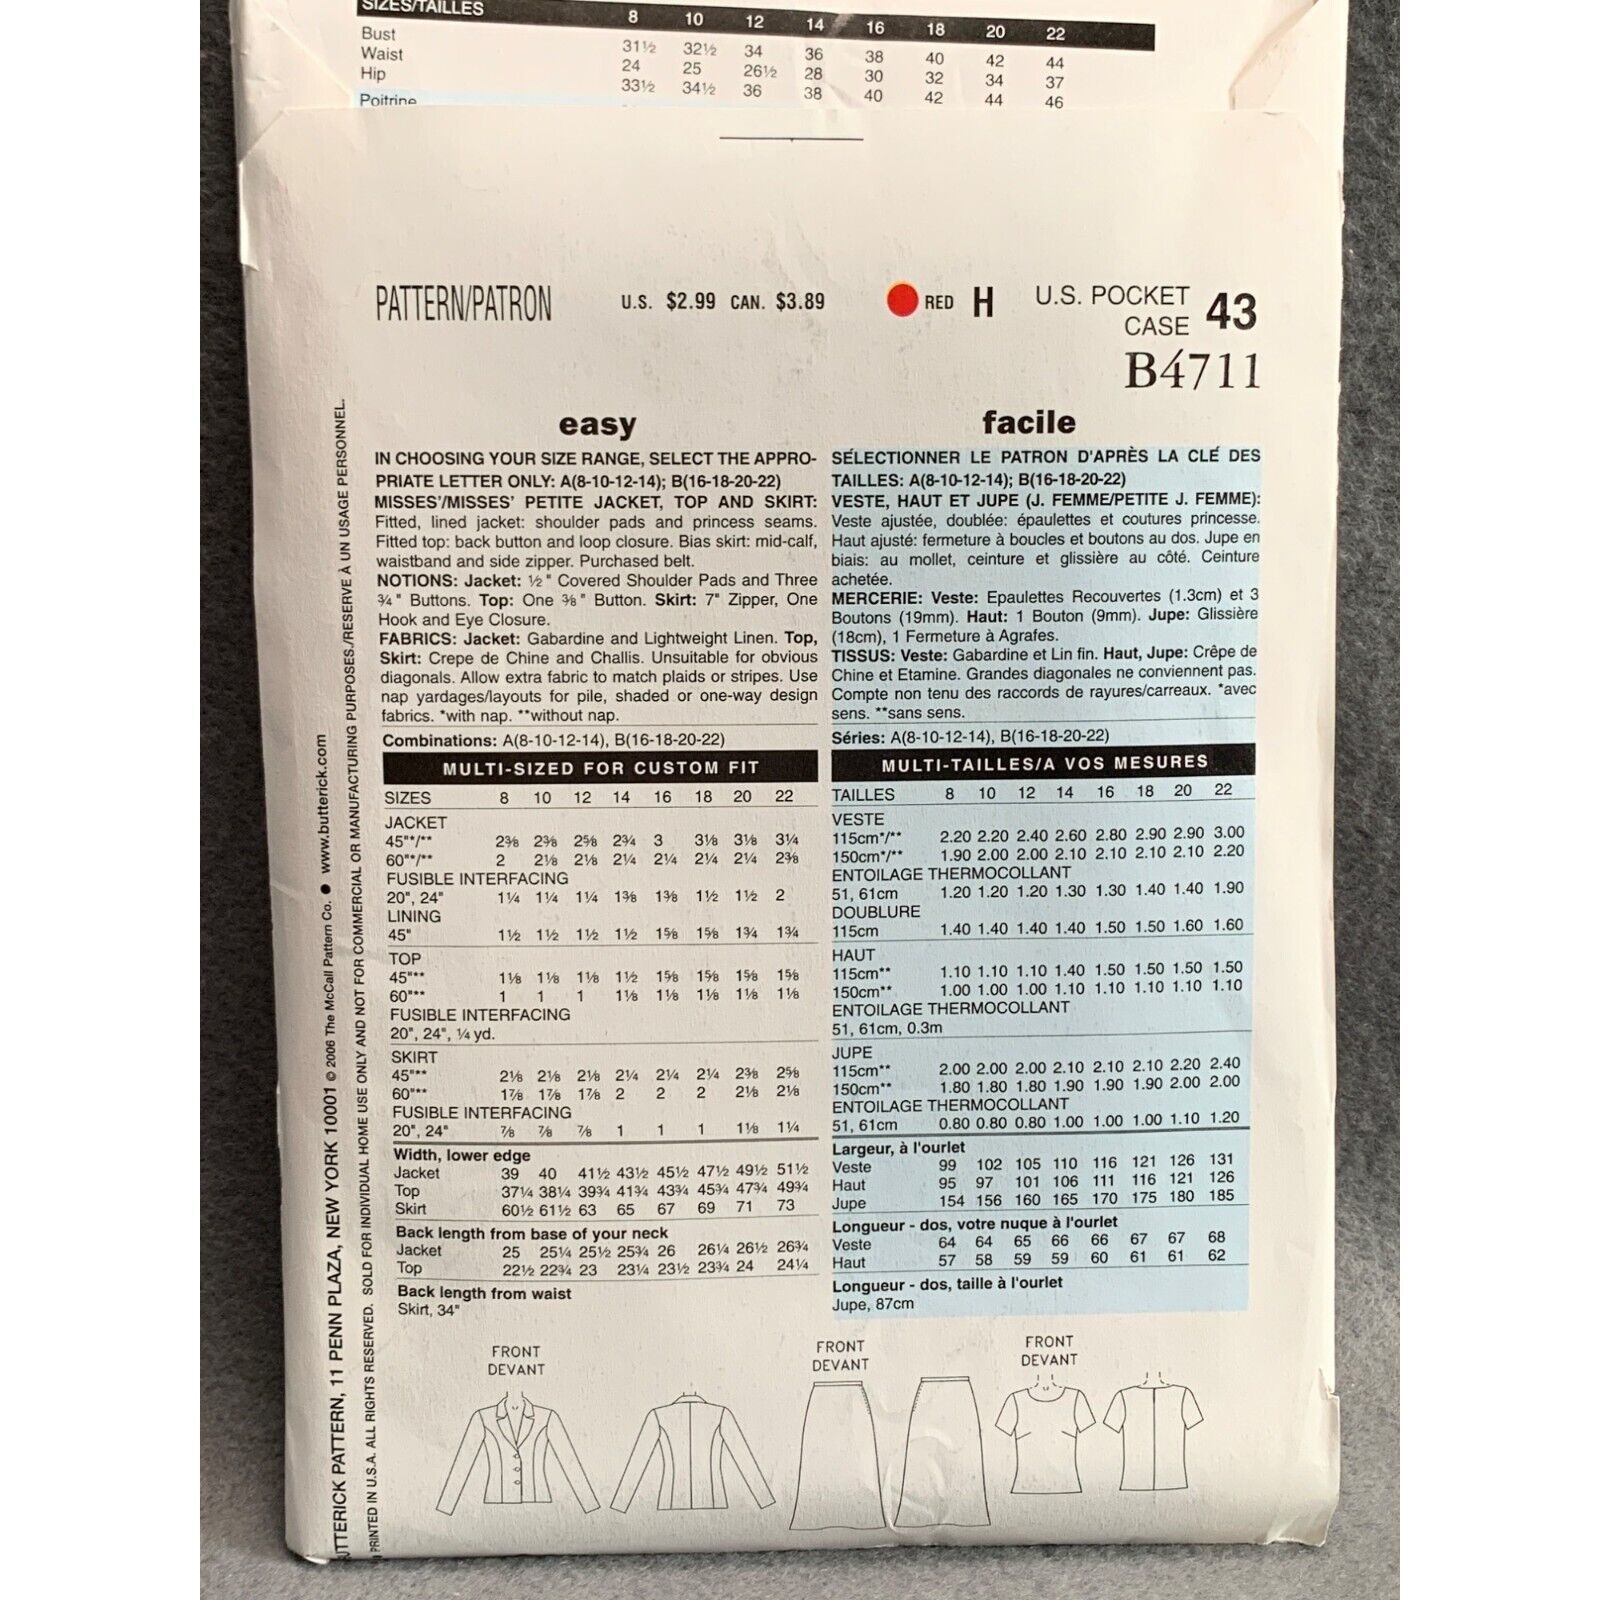 SIZES/TAILLES 8 10 12 14 16 18 20 22
Bust 31½ 32½ 34 36 38 40 42 44
Waist 24 25 26½ 28 30 32 34 37
Hip 33½ 34½ 36 38 40 42 44 46
Poitrine
PATTERN/PATRON U.S. $2.99 CAN. $3.89 RED H U.S. POCKET CASE 43
B4711
easy
IN CHOOSING YOUR SIZE RANGE, SELECT THE APPRO-
PRIATE LETTER ONLY: A(8-10-12-14); B(16-18-20-22)
MISSES'/MISSES' PETITE JACKET, TOP AND SKIRT:
Fitted, lined jacket: shoulder pads and princess seams.
Fitted top: back button and loop closure. Bias skirt: mid-calf,
waistband and side zipper. Purchased belt.
NOTIONS: Jacket: ½" Covered Shoulder Pads and Three
¾" Buttons. Top: One ⅜" Button. Skirt: 7" Zipper, One
Hook and Eye Closure.
FABRICS: Jacket: Gabardine and Lightweight Linen. Top,
Skirt: Crepe de Chine and Challis. Unsuitable for obvious
diagonals. Allow extra fabric to match plaids or stripes. Use
nap yardages/layouts for pile, shaded or one-way design
fabrics. *with nap. **without nap.
Combinations: A(8-10-12-14), B(16-18-20-22)
MULTI-SIZED FOR CUSTOM FIT
SIZES 8 10 12 14 16 18 20 22
JACKET
45"*/** 2⅜ 2⅜ 2⅝ 2¾ 3 3⅛ 3⅛ 3¼
60"*/** 2 2⅛ 2⅛ 2¼ 2¼ 2¼ 2¼ 2⅜
FUSIBLE INTERFACING
20", 24" 1¼ 1¼ 1¼ 1⅜ 1⅜ 1½ 1½ 2
LINING
45" 1½ 1½ 1½ 1½ 1⅝ 1⅝ 1¾ 1¾
TOP
45"** 1⅛ 1⅛ 1⅛ 1½ 1⅝ 1⅝ 1⅝ 1⅝
60"** 1 1 1 1⅛ 1⅛ 1⅛ 1⅛ 1⅛
FUSIBLE INTERFACING
20", 24", ¼ yd.
SKIRT
45"** 2⅛ 2⅛ 2⅛ 2¼ 2¼ 2¼ 2⅜ 2⅝
60"** 1⅞ 1⅞ 1⅞ 2 2 2 2⅛ 2⅛
FUSIBLE INTERFACING
20", 24" ⅞ ⅞ ⅞ 1 1 1 1⅛ 1¼
Width, lower edge
Jacket 39 40 41½ 43½ 45½ 47½ 49½ 51½
Top 37¼ 38¼ 39¾ 41¾ 43¾ 45¾ 47¾ 49¾
Skirt 60½ 61½ 63 65 67 69 71 73
Back length from base of your neck
Jacket 25 25¼ 25½ 25¾ 26 26¼ 26½ 26¾
Top 22½ 22¾ 23 23¼ 23½ 23¾ 24 24¼
Back length from waist
Skirt, 34"
facile
SÉLECTIONNER LE PATRON D'APRÈS LA CLÉ DES
TAILLES: A(8-10-12-14); B(16-18-20-22)
VESTE, HAUT ET JUPE (J. FEMME/PETITE J. FEMME):
Veste ajustée, doublée: épaulettes et coutures princesse.
Haut ajusté: fermeture à boucles et boutons au dos. Jupe en
biais: au mollet, ceinture et glissière au côté. Ceinture
achetée.
MERCERIE: Veste: Epaulettes Recouvertes (1.3cm) et 3
Boutons (19mm). Haut: 1 Bouton (9mm). Jupe: Glissière
(18cm), 1 Fermeture à Agrafes.
TISSUS: Veste: Gabardine et Lin fin. Haut, Jupe: Crêpe de
Chine et Etamine. Grandes diagonales ne conviennent pas.
Compte non tenu des raccords de rayures/carreaux. *avec
sens. **sans sens.
Séries: A(8-10-12-14), B(16-18-20-22)
MULTI-TAILLES/A VOS MESURES
TAILLES 8 10 12 14 16 18 20 22
VESTE
115cm*/** 2.20 2.20 2.40 2.60 2.80 2.90 2.90 3.00
150cm*/** 1.90 2.00 2.00 2.10 2.10 2.10 2.10 2.20
ENTOILAGE THERMOCOLLANT
51, 61cm 1.20 1.20 1.20 1.30 1.30 1.40 1.40 1.90
DOUBLURE
115cm 1.40 1.40 1.40 1.40 1.50 1.50 1.60 1.60
HAUT
115cm** 1.10 1.10 1.10 1.40 1.50 1.50 1.50 1.50
150cm** 1.00 1.00 1.00 1.10 1.10 1.10 1.10 1.10
ENTOILAGE THERMOCOLLANT
51, 61cm, 0.3m
JUPE
115cm** 2.00 2.00 2.00 2.10 2.10 2.10 2.20 2.40
150cm** 1.80 1.80 1.80 1.90 1.90 1.90 2.00 2.00
ENTOILAGE THERMOCOLLANT
51, 61cm 0.80 0.80 0.80 1.00 1.00 1.00 1.10 1.20
Largeur, à l'ourlet
Veste 99 102 105 110 116 121 126 131
Haut 95 97 101 106 111 116 121 126
Jupe 154 156 160 165 170 175 180 185
Longueur - dos, votre nuque à l'ourlet
Veste 64 64 65 66 66 67 67 68
Haut 57 58 59 59 60 61 61 62
Longueur - dos, taille à l'ourlet
Jupe, 87cm
FRONT
DEVANT
FRONT
DEVANT
FRONT
DEVANT
UTTERICK PATTERN, 11 PENN PLAZA, NEW YORK 10001 © 2006 The McCall Pattern Co. ● www.butterick.com
PRINTED IN U.S.A. ALL RIGHTS RESERVED. SOLD FOR INDIVIDUAL HOME USE ONLY AND NOT FOR COMMERCIAL OR MANUFACTURING PURPOSES./RESERVE À UN USAGE PERSONNEL.